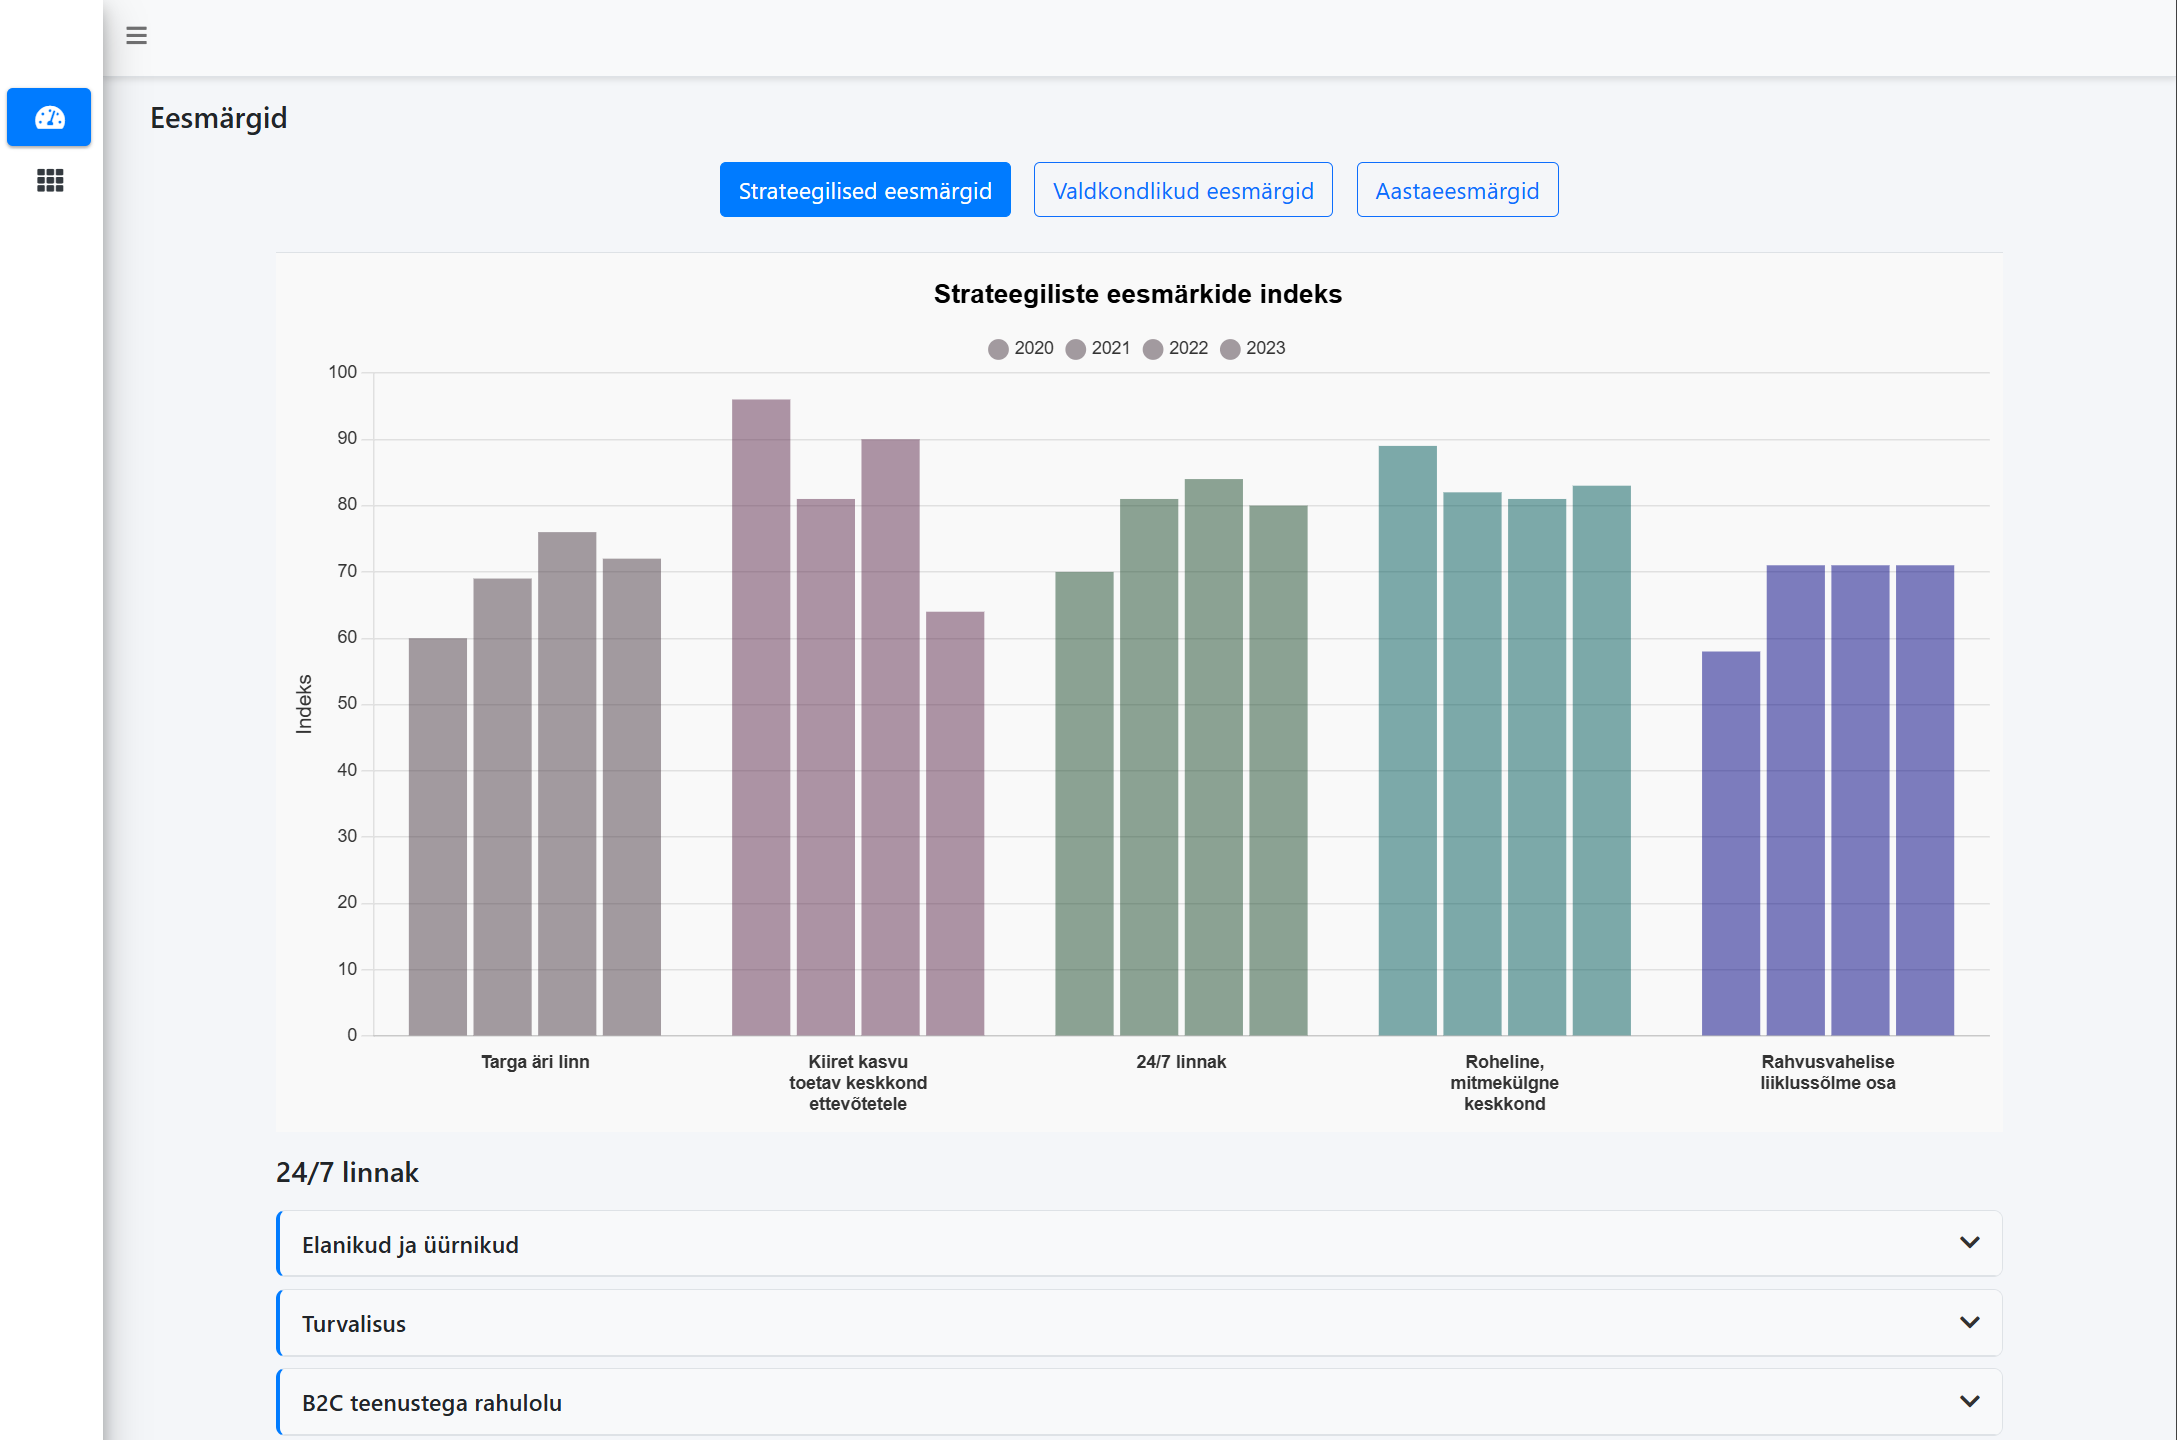 Eesmärgid
Strateegilised eesmärgid
Valdkondlikud eesmärgid
Aastaeesmärgid
Strateegiliste eesmärkide indeks
2020 2021 2022 2023
100
90
80
70
60
50
40
30
20
10
0
Indeks
Targa äri linn
Kiiret kasvu
toetav keskkond
ettevõtetele
24/7 linnak
Roheline,
mitmekülgne
keskkond
Rahvusvahelise
liiklussõlme osa
24/7 linnak
Elanikud ja üürnikud
Turvalisus
B2C teenustega rahulolu